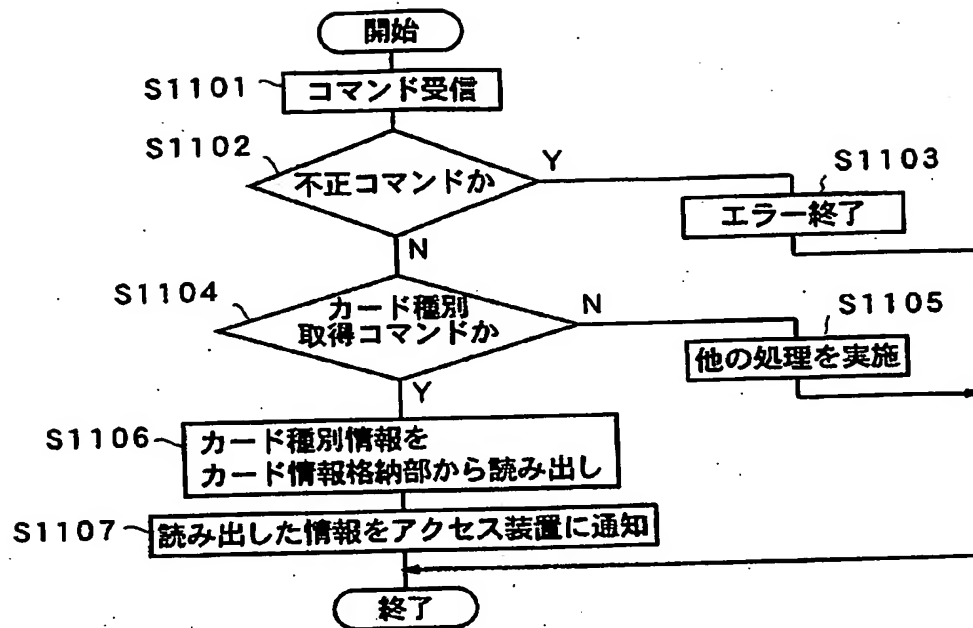 開始
S1101
コマンド受信
S1102
不正コマンドか
Y
S1103
エラー終了
N
S1104
カード種別
取得コマンドか
N
S1105
他の処理を実施
Y
S1106
カード種別情報を
カード情報格納部から読み出し
S1107
読み出した情報をアクセス装置に通知
終了